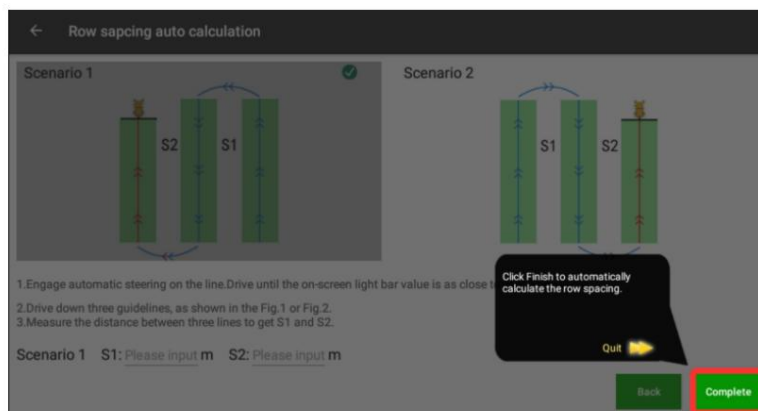 Row sapcing auto calculation
Scenario 1
S2
S1
Scenario 2
S1
S2
1.Engage automatic steering on the line.Drive until the on-screen light bar value is as close
2.Drive down three guidelines, as shown in the Fig.1 or Fig.2.
3.Measure the distance between three lines to get S1 and S2.
Click Finish to automatically
calculate the row spacing.
Quit
Scenario 1 S1: Please input m S2: Please input m
Back
Complete